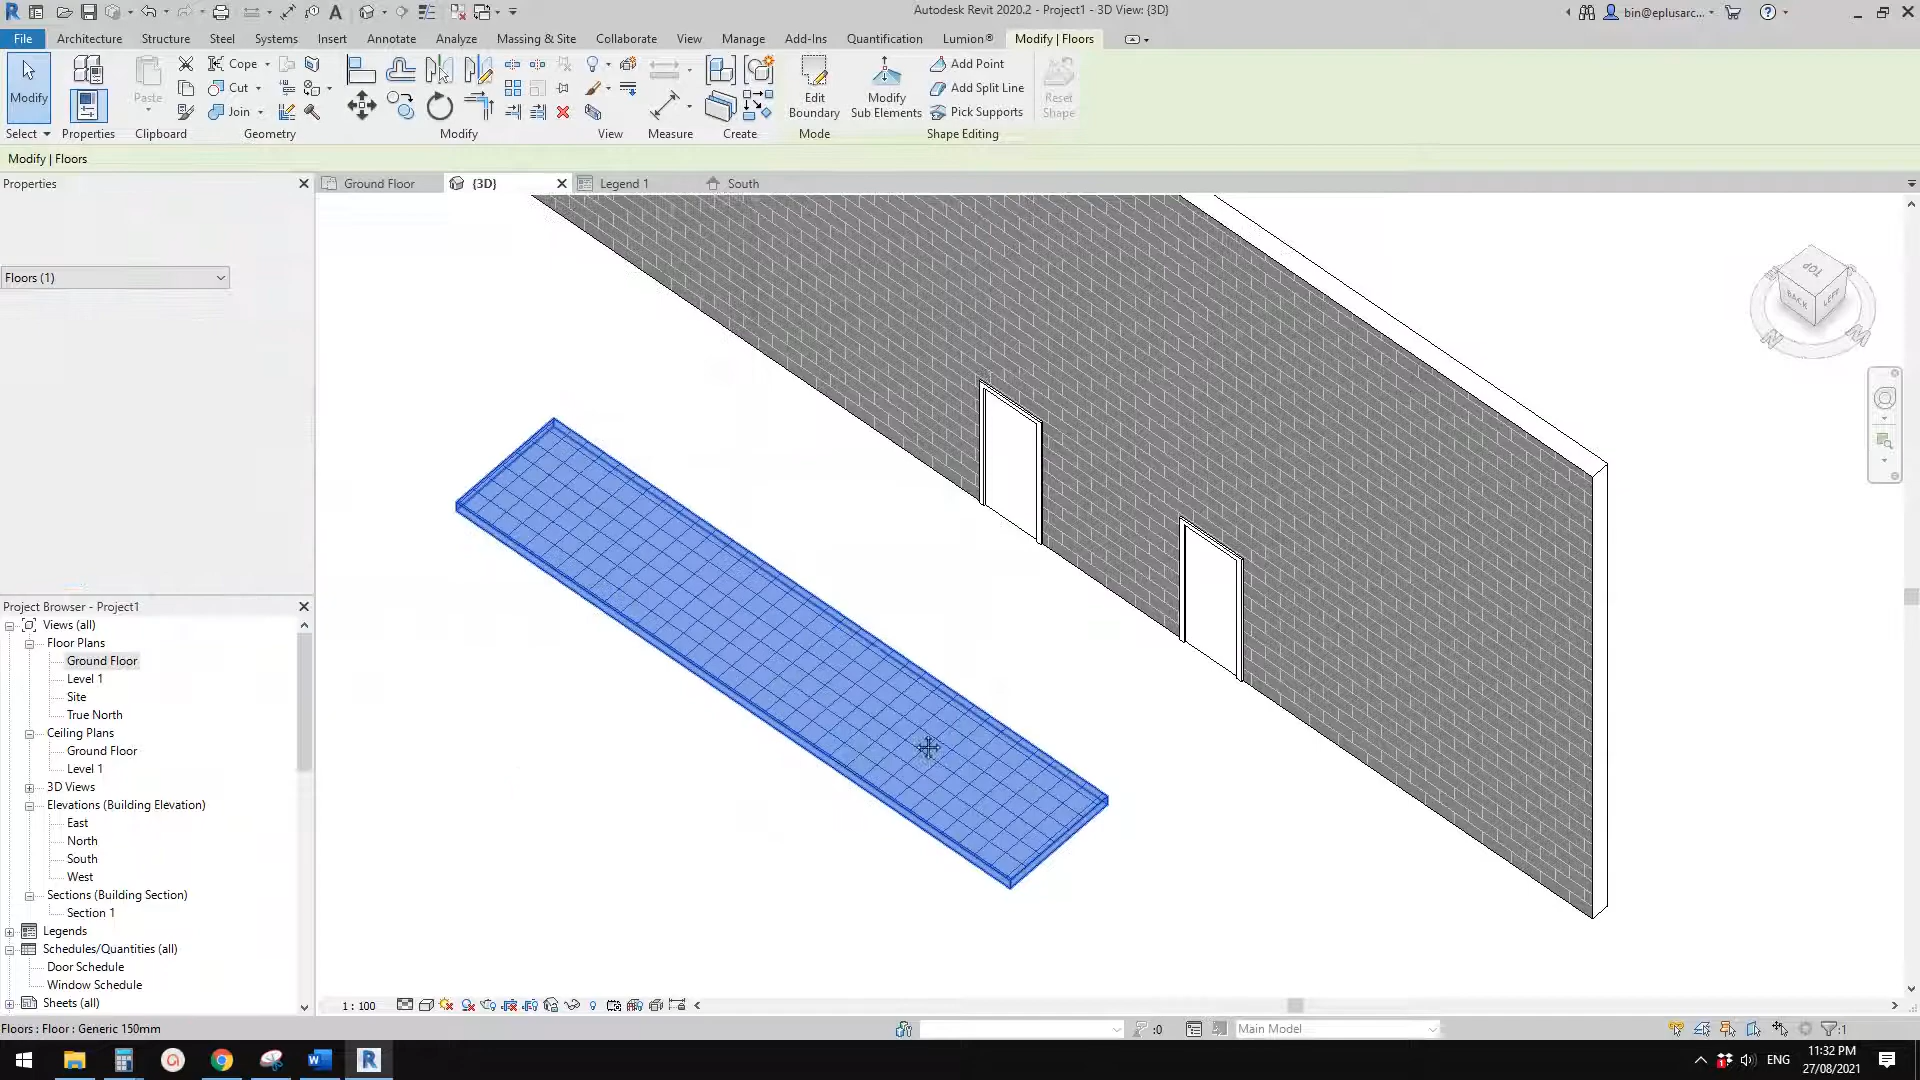 Autodesk Revit 2020.2 - Project1 - 3D View: {3D}
bin@eplusarc...
File Architecture Structure Steel Systems Insert Annotate Analyze Massing & Site Collaborate View Manage Add-Ins Quantification Lumion® Modify | Floors
Modify
Paste
Cope
Cut
Join
Edit Boundary
Modify Sub Elements
Add Point
Add Split Line
Pick Supports
Reset Shape
Select Properties Clipboard Geometry Modify View Measure Create Mode Shape Editing
Modify | Floors
Properties
Ground Floor {3D} Legend 1 South
Floors (1)
TOP
BACK LEFT
Project Browser - Project1
Views (all)
Floor Plans
Ground Floor
Level 1
Site
True North
Ceiling Plans
Ground Floor
Level 1
3D Views
Elevations (Building Elevation)
East
North
South
West
Sections (Building Section)
Section 1
Legends
Schedules/Quantities (all)
Door Schedule
Window Schedule
Sheets (all)
1 : 100
Floors : Floor : Generic 150mm
:0
Main Model
:1
ENG
11:32 PM
27/08/2021